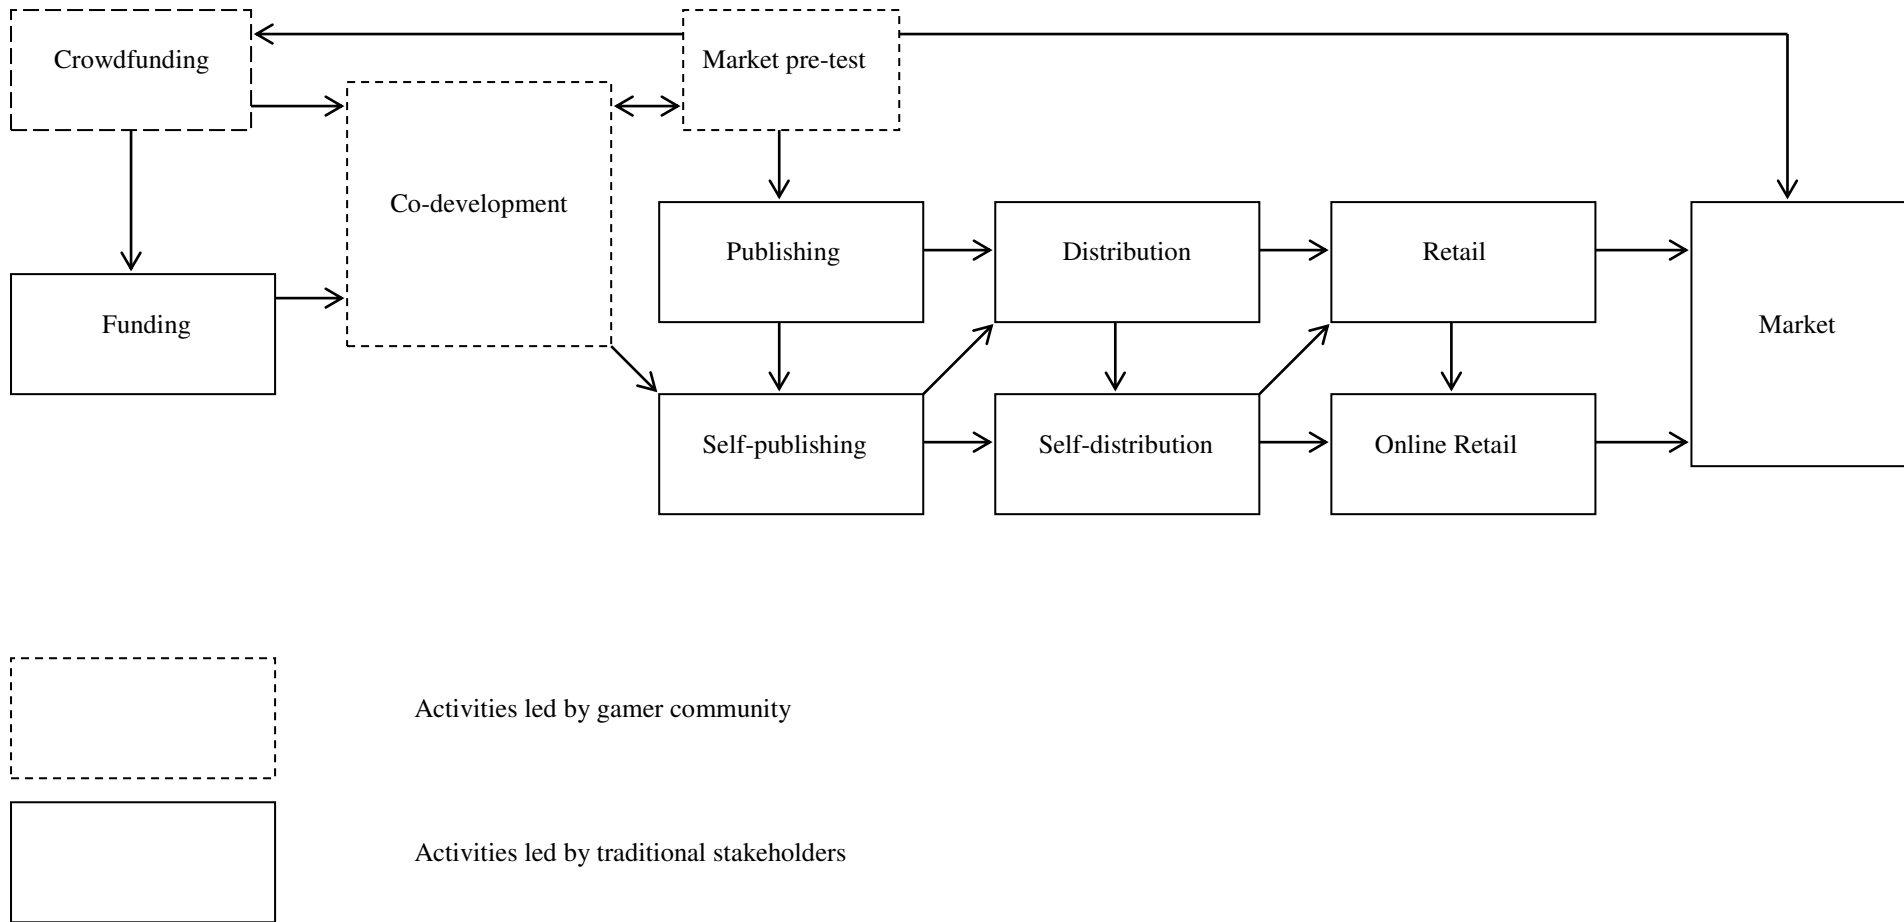 Crowdfunding
Market pre-test
Co-development
Publishing
Distribution
Retail
Funding
Market
Self-publishing
Self-distribution
Online Retail
Activities led by gamer community
Activities led by traditional stakeholders